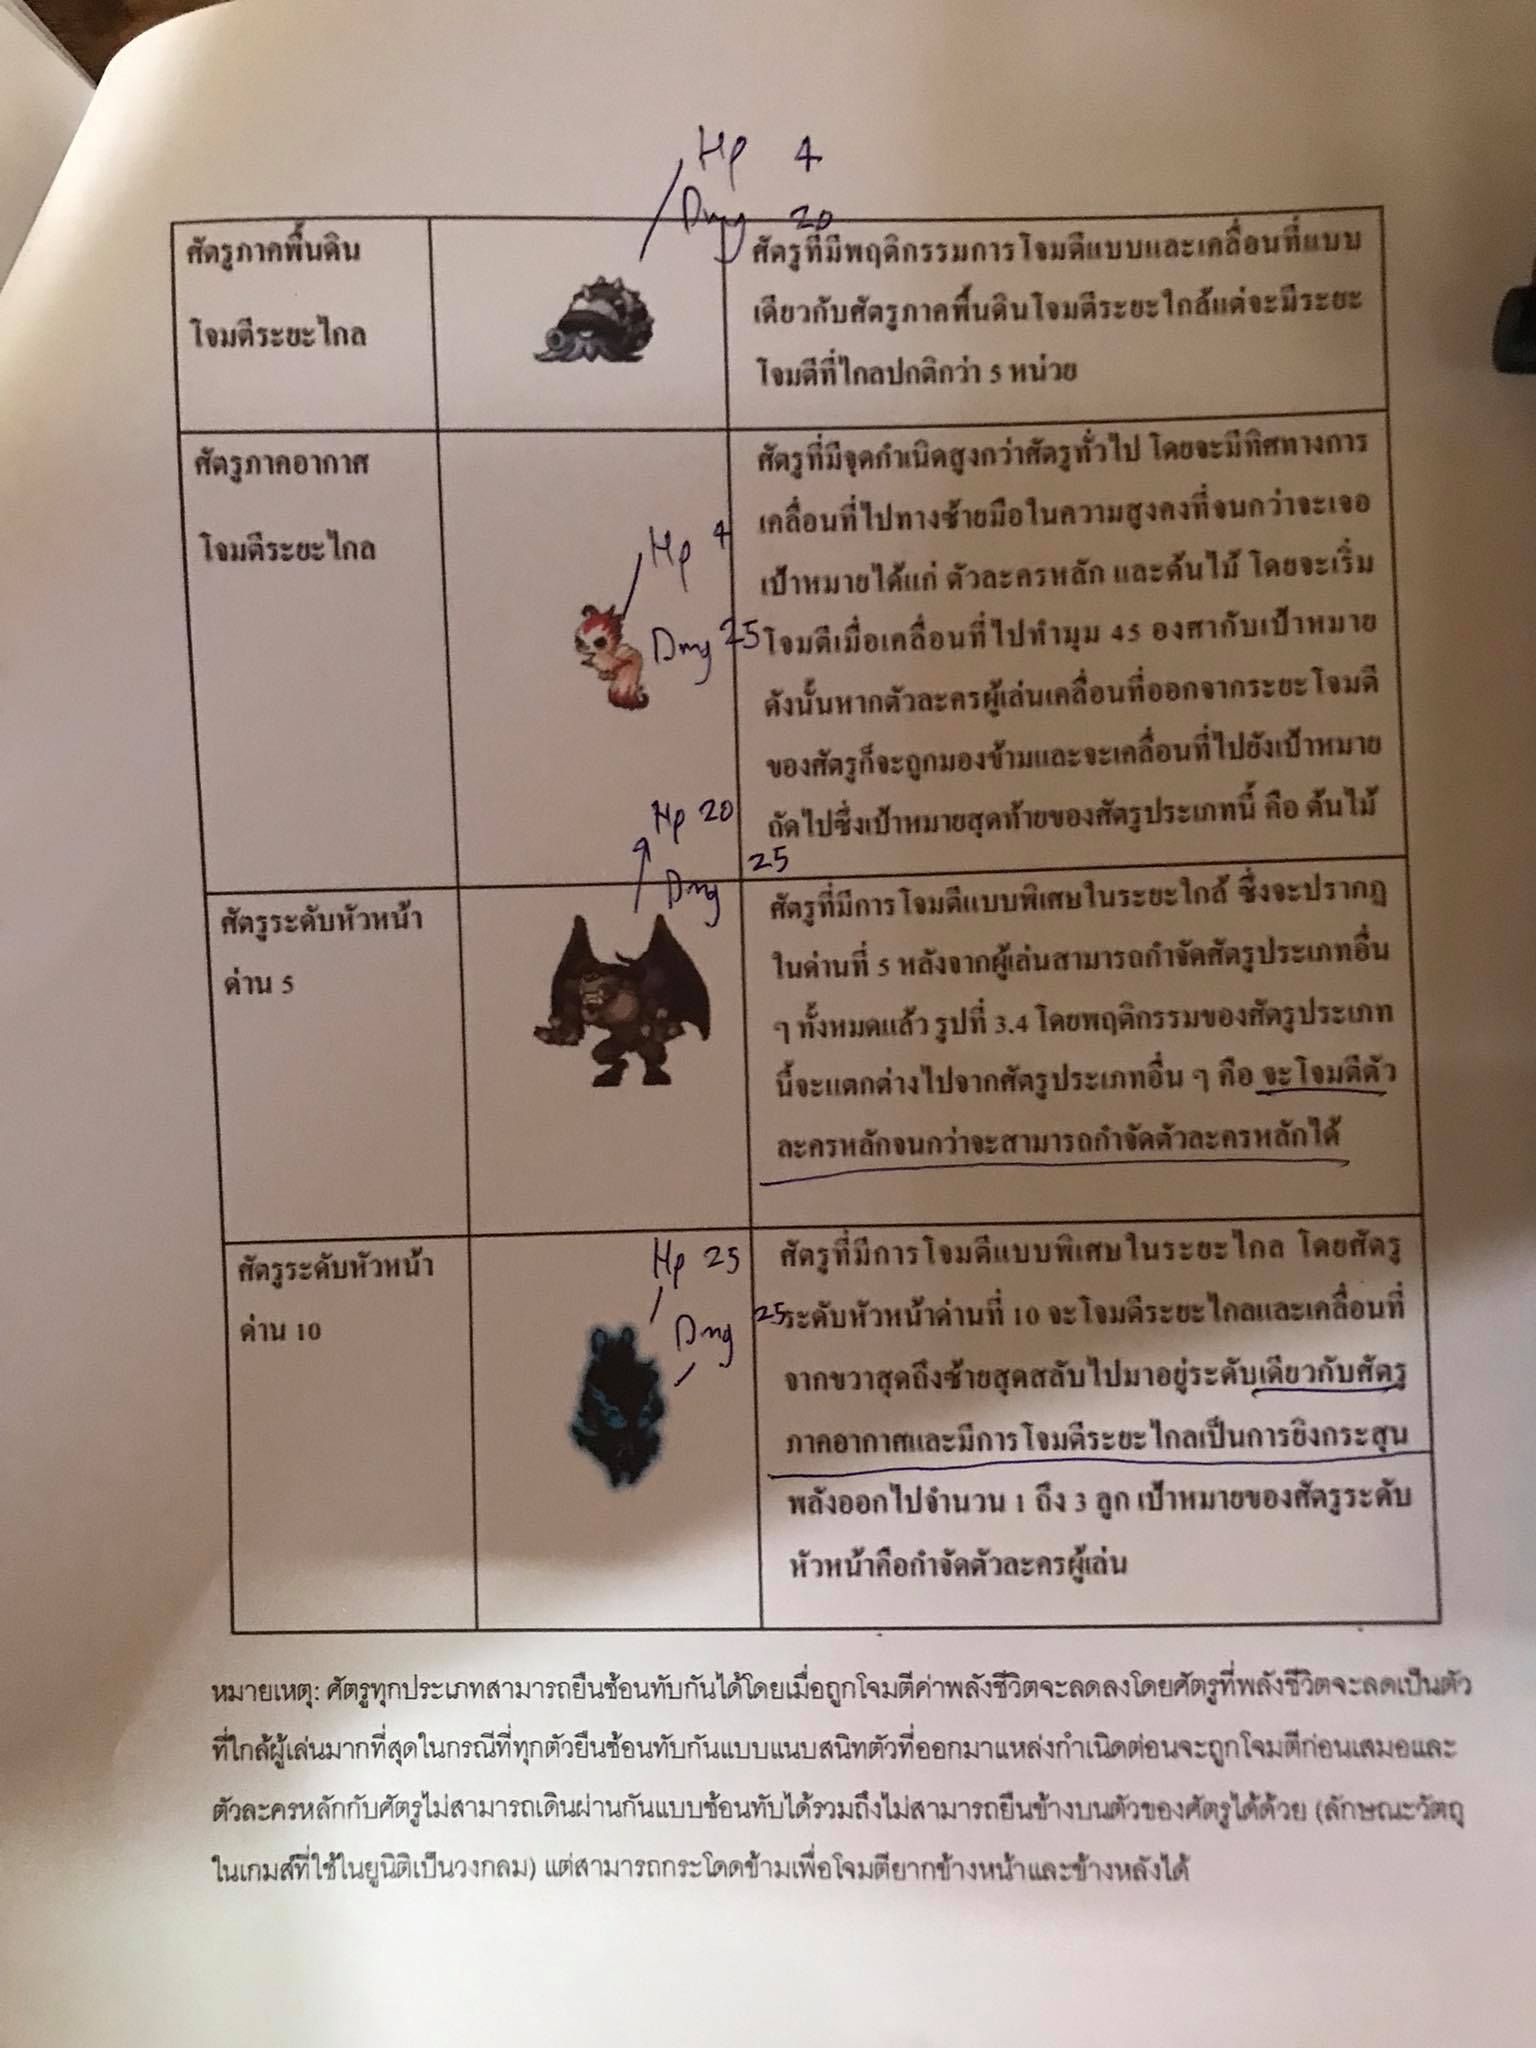 Hp 4
Dmg 20
ศัตรูภาคพื้นดิน
โจมตีระยะไกล
ศัตรูที่มีพฤติกรรมการโจมตีแบบและเคลื่อนที่แบบ
เดียวกับศัตรูภาคพื้นดินโจมตีระยะใกล้แต่จะมีระยะ
โจมตีที่ไกลปกติกว่า 5 หน่วย
ศัตรูภาคอากาศ
โจมตีระยะไกล
Hp 4
Dmg 25
ศัตรูที่มีจุดกำเนิดสูงกว่าศัตรูทั่วไป โดยจะมีทิศทางการ
เคลื่อนที่ไปทางซ้ายมือในความสูงคงที่จนกว่าจะเจอ
เป้าหมายได้แก่ ตัวละครหลัก และต้นไม้ โดยจะเริ่ม
โจมตีเมื่อเคลื่อนที่ไปทำมุม 45 องศากับเป้าหมาย
ดังนั้นหากตัวละครผู้เล่นเคลื่อนที่ออกจากระยะโจมตี
ของศัตรูก็จะถูกมองข้ามและจะเคลื่อนที่ไปยังเป้าหมาย
ถัดไปซึ่งเป้าหมายสุดท้ายของศัตรูประเภทนี้ คือ ต้นไม้
Hp 20
Dmg 25
ศัตรูระดับหัวหน้า
ด่าน 5
ศัตรูที่มีการโจมตีแบบพิเศษในระยะใกล้ ซึ่งจะปรากฏ
ในด่านที่ 5 หลังจากผู้เล่นสามารถกำจัดศัตรูประเภทอื่น
ๆ ทั้งหมดแล้ว รูปที่ 3.4 โดยพฤติกรรมของศัตรูประเภท
นี้จะแตกต่างไปจากศัตรูประเภทอื่น ๆ คือ จะโจมตีตัว
ละครหลักจนกว่าจะสามารถกำจัดตัวละครหลักได้
ศัตรูระดับหัวหน้า
ด่าน 10
Hp 25
Dmg 25
ศัตรูที่มีการโจมตีแบบพิเศษในระยะไกล โดยศัตรู
ระดับหัวหน้าด่านที่ 10 จะโจมตีระยะไกลและเคลื่อนที่
จากขวาสุดถึงซ้ายสุดสลับไปมาอยู่ระดับเดียวกับศัตรู
ภาคอากาศและมีการโจมตีระยะไกลเป็นการยิงกระสุน
พลังออกไปจำนวน 1 ถึง 3 ลูก เป้าหมายของศัตรูระดับ
หัวหน้าคือกำจัดตัวละครผู้เล่น
หมายเหตุ: ศัตรูทุกประเภทสามารถยืนซ้อนทับกันได้โดยเมื่อถูกโจมตีค่าพลังชีวิตจะลดลงโดยศัตรูที่พลังชีวิตจะลดเป็นตัว
ที่ใกล้ผู้เล่นมากที่สุดในกรณีที่ทุกตัวยืนซ้อนทับกันแบบแนบสนิทตัวที่ออกมาแหล่งกำเนิดก่อนจะถูกโจมตีก่อนเสมอและ
ตัวละครหลักกับศัตรูไม่สามารถเดินผ่านกันแบบซ้อนทับได้รวมถึงไม่สามารถยืนข้างบนตัวของศัตรูได้ด้วย (ลักษณะวัตถุ
ในเกมส์ที่ใช้ในยูนิตีเป็นวงกลม) แต่สามารถกระโดดข้ามเพื่อโจมตียากข้างหน้าและข้างหลังได้